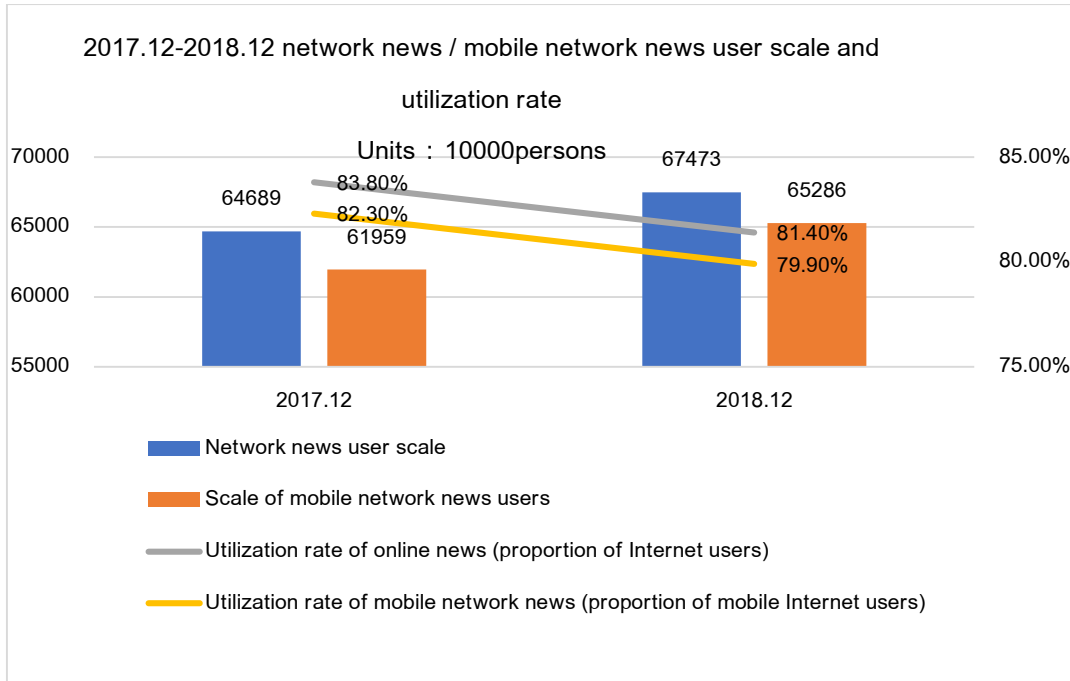 2017.12-2018.12 network news / mobile network news user scale and
utilization rate
Units：10000persons
70000
65000
60000
55000
85.00%
80.00%
75.00%
64689
61959
67473
65286
83.80%
82.30%
81.40%
79.90%
2017.12
2018.12
Network news user scale
Scale of mobile network news users
Utilization rate of online news (proportion of Internet users)
Utilization rate of mobile network news (proportion of mobile Internet users)